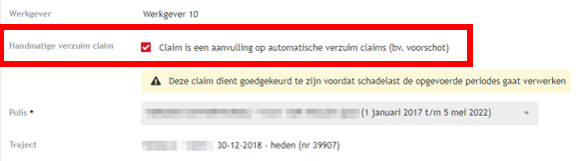 Werkgever Werkgever 10
Handmatige verzuim claim Claim is een aanvulling op automatische verzuim claims (bv. voorschot)
Deze claim dient goedgekeurd te zijn voordat schadelast de opgevoerde periodes gaat verwerken
Polis • (1 januari 2017 t/m 5 mei 2022)
Traject 30-12-2018 - heden (nr 39907)